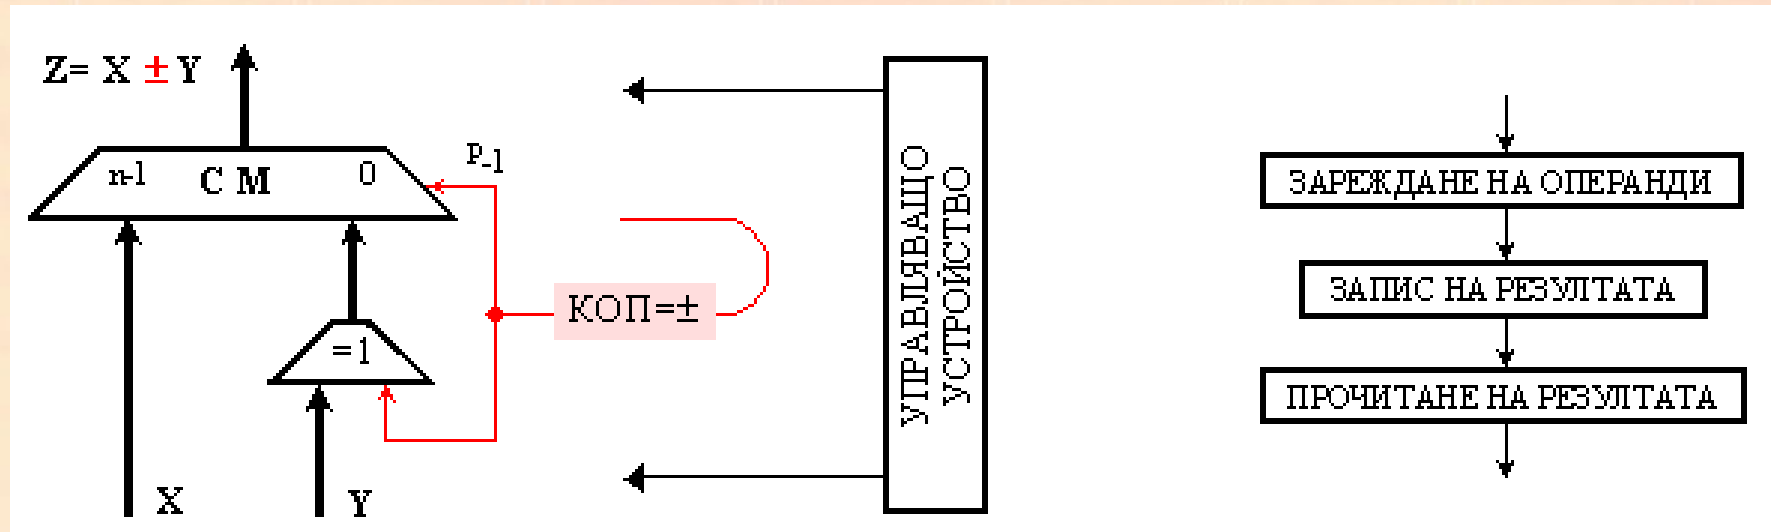 Z= X ± Y
n-1 С М 0
P-1
=1
X
Y
КОП=±
УПРАВЛЯВАЩО
УСТРОЙСТВО
ЗАРЕЖДАНЕ НА ОПЕРАНДИ
ЗАПИС НА РЕЗУЛТАТА
ПРОЧИТАНЕ НА РЕЗУЛТАТА